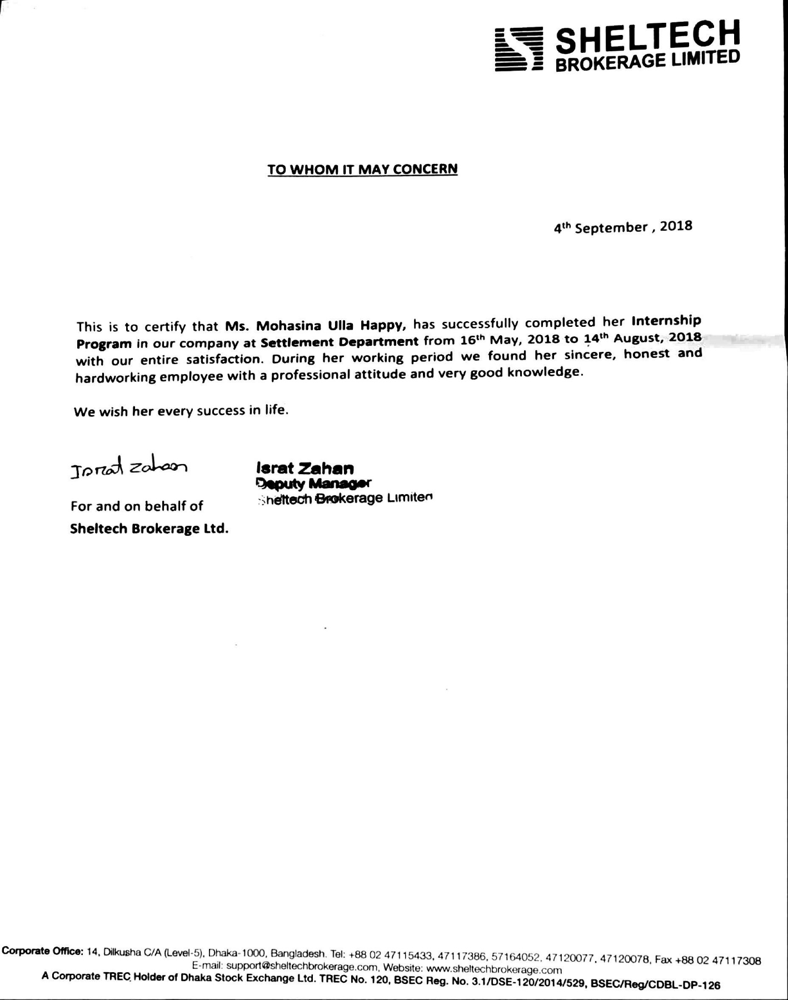 SHELTECH
BROKERAGE LIMITED
TO WHOM IT MAY CONCERN
4th September , 2018
This is to certify that Ms. Mohasina Ulla Happy, has successfully completed her Internship
Program in our company at Settlement Department from 16th May, 2018 to 14th August, 2018
with our entire satisfaction. During her working period we found her sincere, honest and
hardworking employee with a professional attitude and very good knowledge.
We wish her every success in life.
Israt Zahan
Israt Zahan
Deputy Manager
Sheltech Brokerage Limited
For and on behalf of
Sheltech Brokerage Ltd.
Corporate Office: 14, Dilkusha C/A (Level-5), Dhaka-1000, Bangladesh. Tel: +88 02 47115433, 47117386, 57164052, 47120077, 47120078, Fax +88 02 47117308
E-mail: support@sheltechbrokerage.com, Website: www.sheltechbrokerage.com
A Corporate TREC Holder of Dhaka Stock Exchange Ltd. TREC No. 120, BSEC Reg. No. 3.1/DSE-120/2014/529, BSEC/Reg/CDBL-DP-126